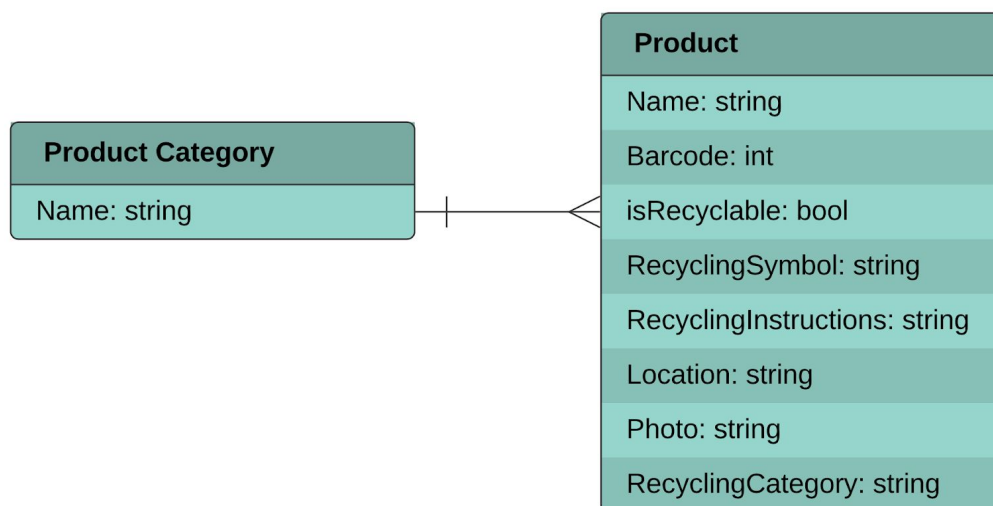 Product Category
Name: string
Product
Name: string
Barcode: int
isRecyclable: bool
RecyclingSymbol: string
RecyclingInstructions: string
Location: string
Photo: string
RecyclingCategory: string